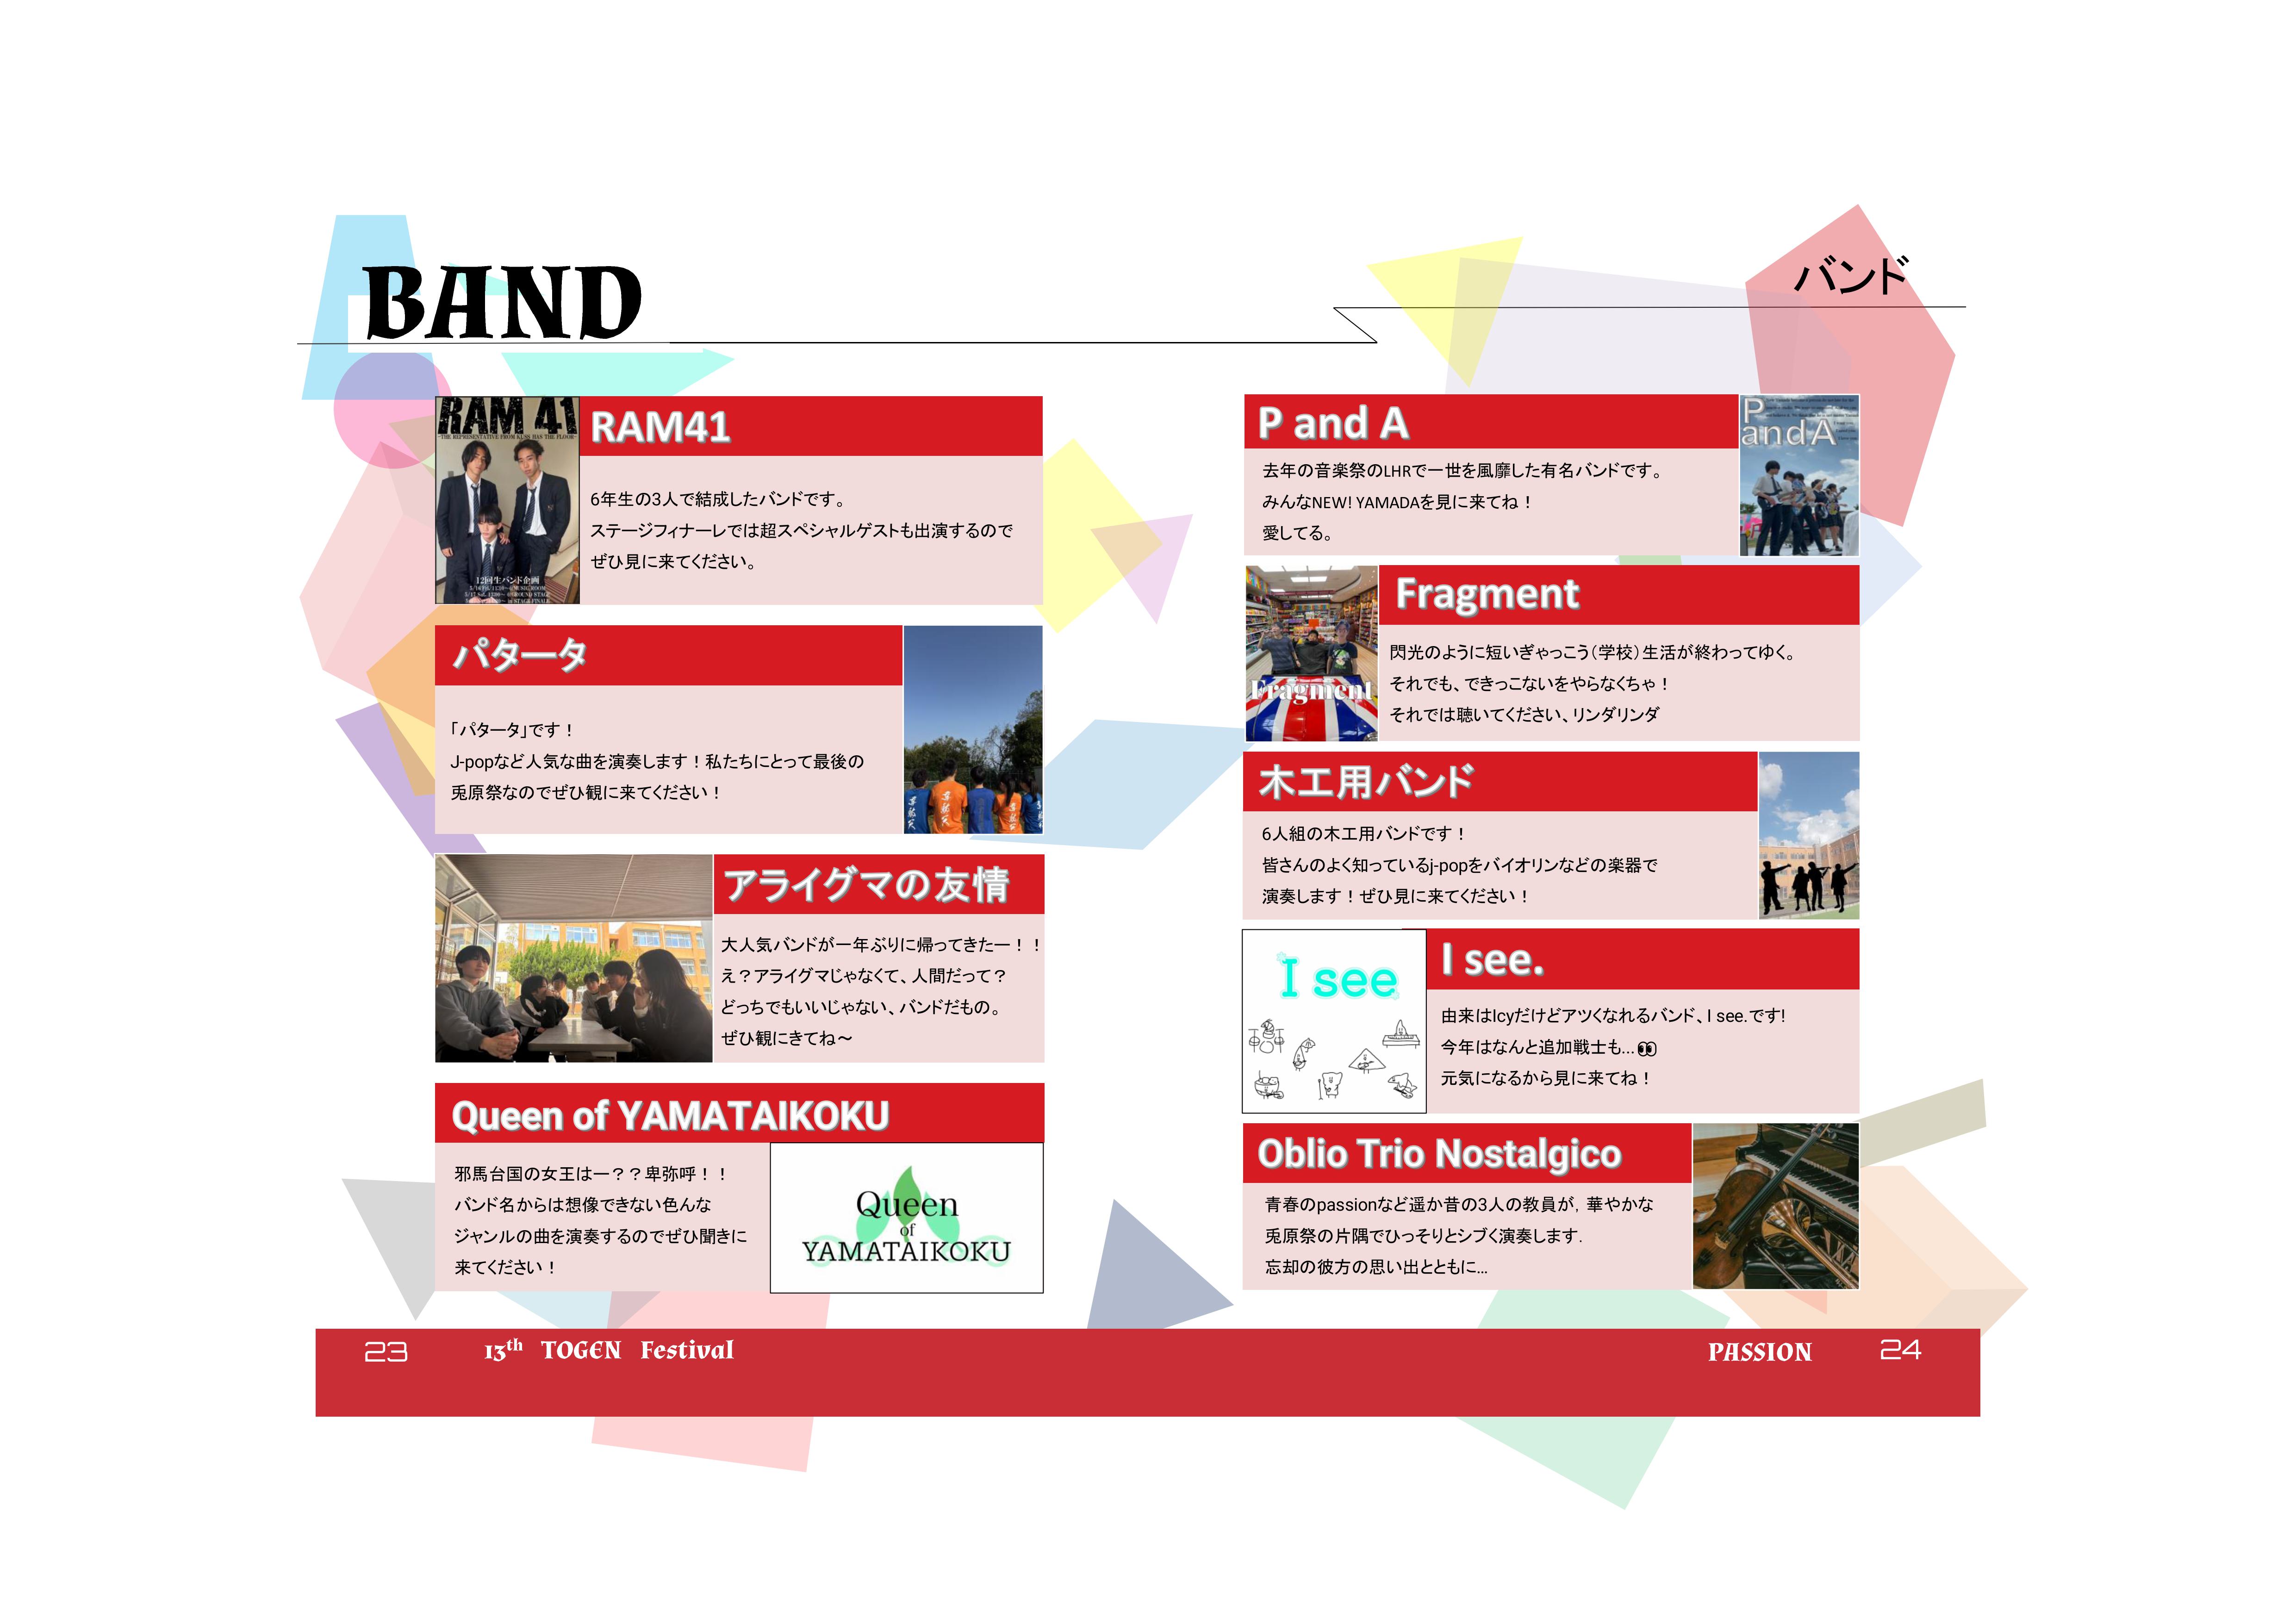 BAND
バンド
RAM 41
-THE REPRESENTATIVE FROM KUSS HAS THE FLOOR-
12回生バンド企画
RAM41
6年生の3人で結成したバンドです。
ステージフィナーレでは超スペシャルゲストも出演するので
ぜひ見に来てください。
パタータ
「パタータ」です！
J-popなど人気な曲を演奏します！私たちにとって最後の
兎原祭なのでぜひ観に来てください！
アライグマの友情
大人気バンドが一年ぶりに帰ってきたー！！
え？アライグマじゃなくて、人間だって？
どっちでもいいじゃない、バンドだもの。
ぜひ観にきてね～
Queen of YAMATAIKOKU
邪馬台国の女王はー？？卑弥呼！！
バンド名からは想像できない色んな
ジャンルの曲を演奏するのでぜひ聞きに
来てください！
Queen
of
YAMATAIKOKU
P and A
去年の音楽祭のLHRで一世を風靡した有名バンドです。
みんなNEW! YAMADAを見に来てね！
愛してる。
P
andA
Fragment
閃光のように短いぎゃっこう（学校）生活が終わってゆく。
それでも、できっこないをやらなくちゃ！
それでは聴いてください、リンダリンダ
Fragment
木工用バンド
6人組の木工用バンドです！
皆さんのよく知っているj-popをバイオリンなどの楽器で
演奏します！ぜひ見に来てください！
I see
I see.
由来はIcyだけどアツくなれるバンド、I see.です!
今年はなんと追加戦士も...👀
元気になるから見に来てね！
Oblio Trio Nostalgico
青春のpassionなど遥か昔の3人の教員が，華やかな
兎原祭の片隅でひっそりとシブく演奏します．
忘却の彼方の思い出とともに...
23 13th TOGEN Festival
PASSION 24